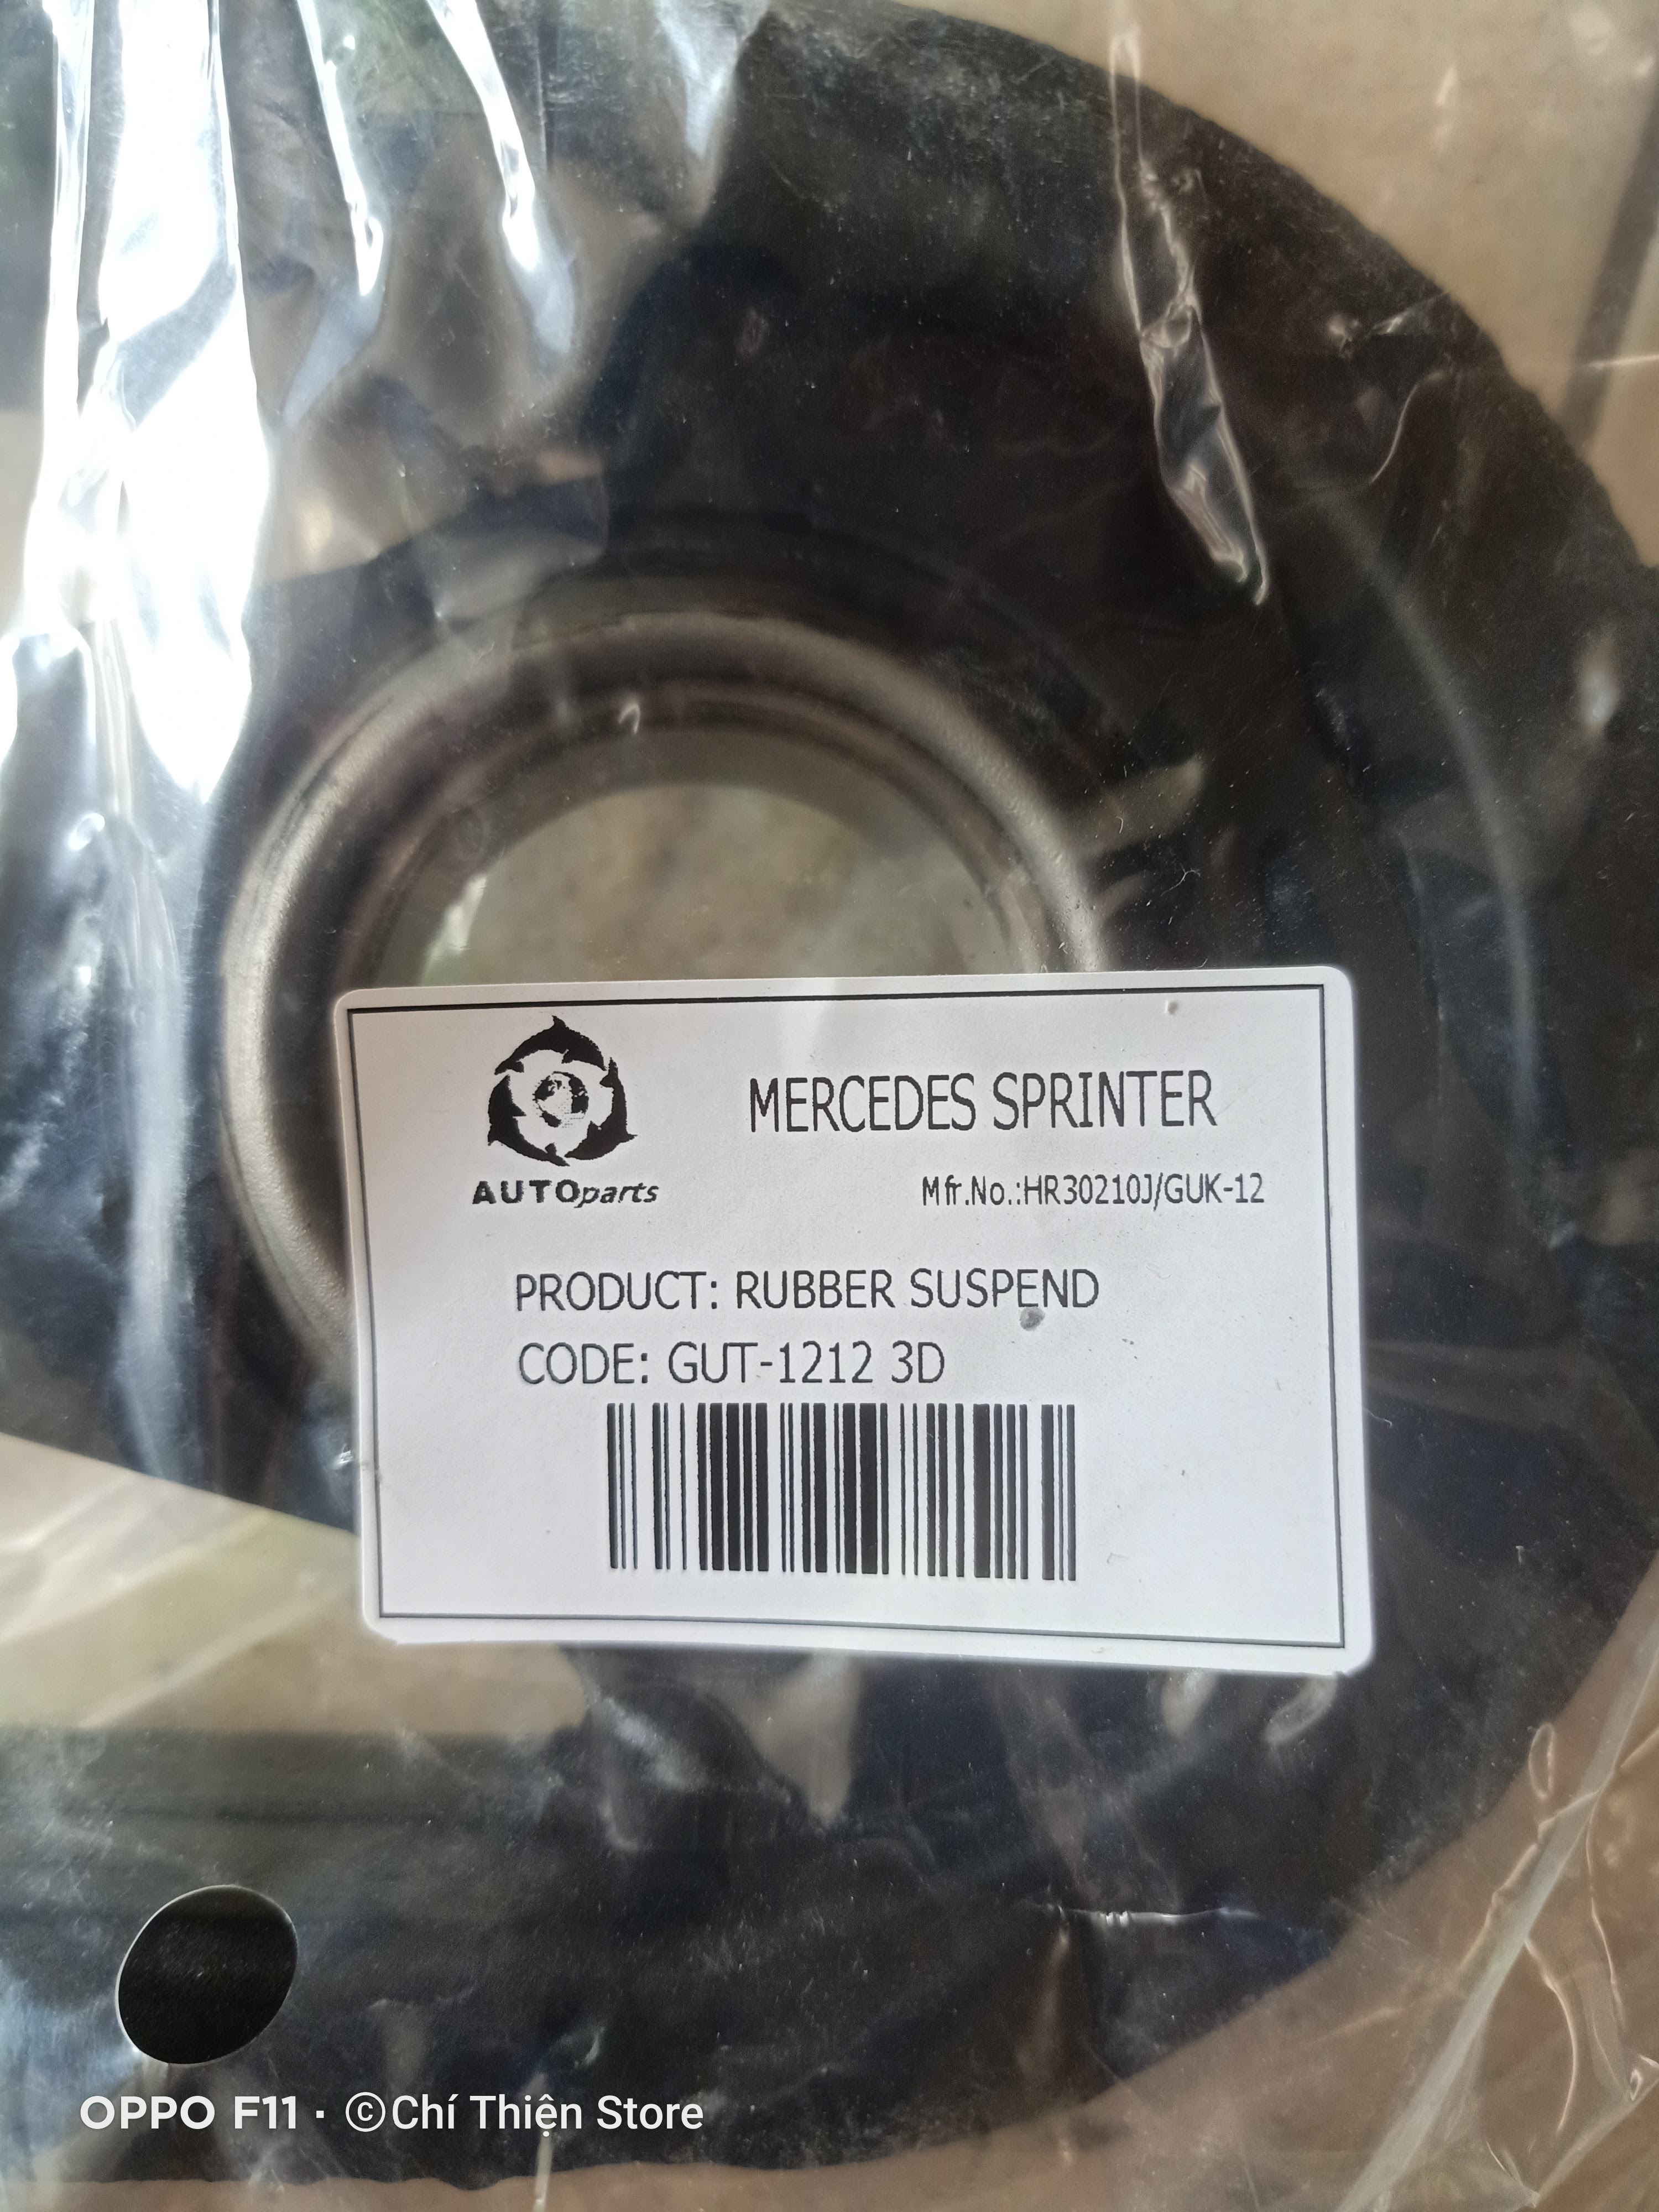 MERCEDES SPRINTER
AUTOparts
Mfr.No.:HR30210J/GUK-12
PRODUCT: RUBBER SUSPEND
CODE: GUT-1212 3D
OPPO F11 · ©Chí Thiện Store